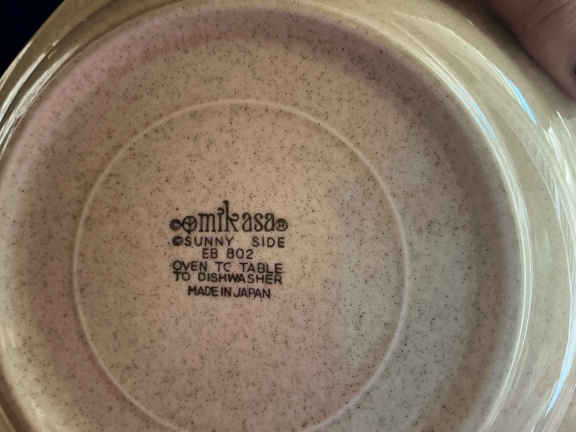 mikasa®
©SUNNY SIDE
EB 802
OVEN TO TABLE
TO DISHWASHER
MADE IN JAPAN